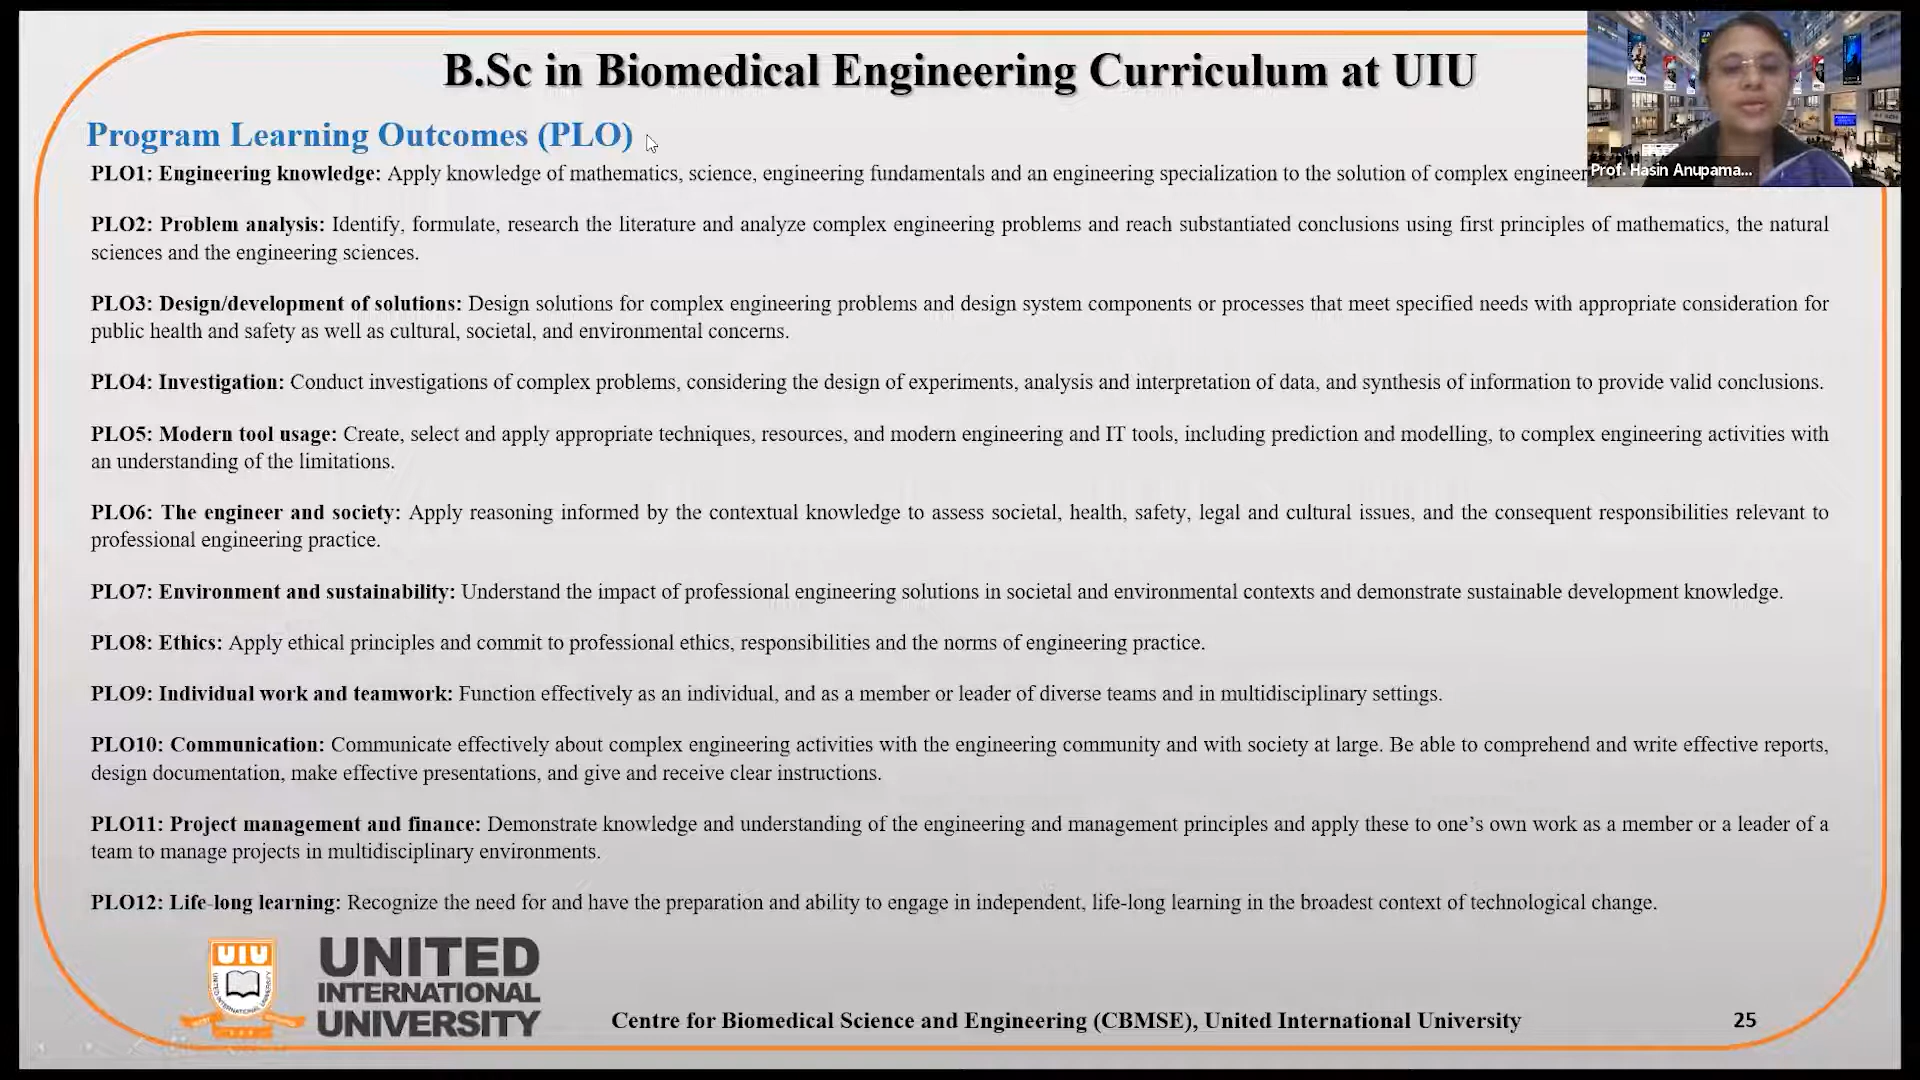 B.Sc in Biomedical Engineering Curriculum at UIU
Program Learning Outcomes (PLO)
Prof. Hasin Anupama...
PLO1: Engineering knowledge: Apply knowledge of mathematics, science, engineering fundamentals and an engineering specialization to the solution of complex engineer
PLO2: Problem analysis: Identify, formulate, research the literature and analyze complex engineering problems and reach substantiated conclusions using first principles of mathematics, the natural
sciences and the engineering sciences.
PLO3: Design/development of solutions: Design solutions for complex engineering problems and design system components or processes that meet specified needs with appropriate consideration for
public health and safety as well as cultural, societal, and environmental concerns.
PLO4: Investigation: Conduct investigations of complex problems, considering the design of experiments, analysis and interpretation of data, and synthesis of information to provide valid conclusions.
PLO5: Modern tool usage: Create, select and apply appropriate techniques, resources, and modern engineering and IT tools, including prediction and modelling, to complex engineering activities with
an understanding of the limitations.
PLO6: The engineer and society: Apply reasoning informed by the contextual knowledge to assess societal, health, safety, legal and cultural issues, and the consequent responsibilities relevant to
professional engineering practice.
PLO7: Environment and sustainability: Understand the impact of professional engineering solutions in societal and environmental contexts and demonstrate sustainable development knowledge.
PLO8: Ethics: Apply ethical principles and commit to professional ethics, responsibilities and the norms of engineering practice.
PLO9: Individual work and teamwork: Function effectively as an individual, and as a member or leader of diverse teams and in multidisciplinary settings.
PLO10: Communication: Communicate effectively about complex engineering activities with the engineering community and with society at large. Be able to comprehend and write effective reports,
design documentation, make effective presentations, and give and receive clear instructions.
PLO11: Project management and finance: Demonstrate knowledge and understanding of the engineering and management principles and apply these to one's own work as a member or a leader of a
team to manage projects in multidisciplinary environments.
PLO12: Life-long learning: Recognize the need for and have the preparation and ability to engage in independent, life-long learning in the broadest context of technological change.
UIU
UNITED
INTERNATIONAL
UNIVERSITY
Centre for Biomedical Science and Engineering (CBMSE), United International University
25